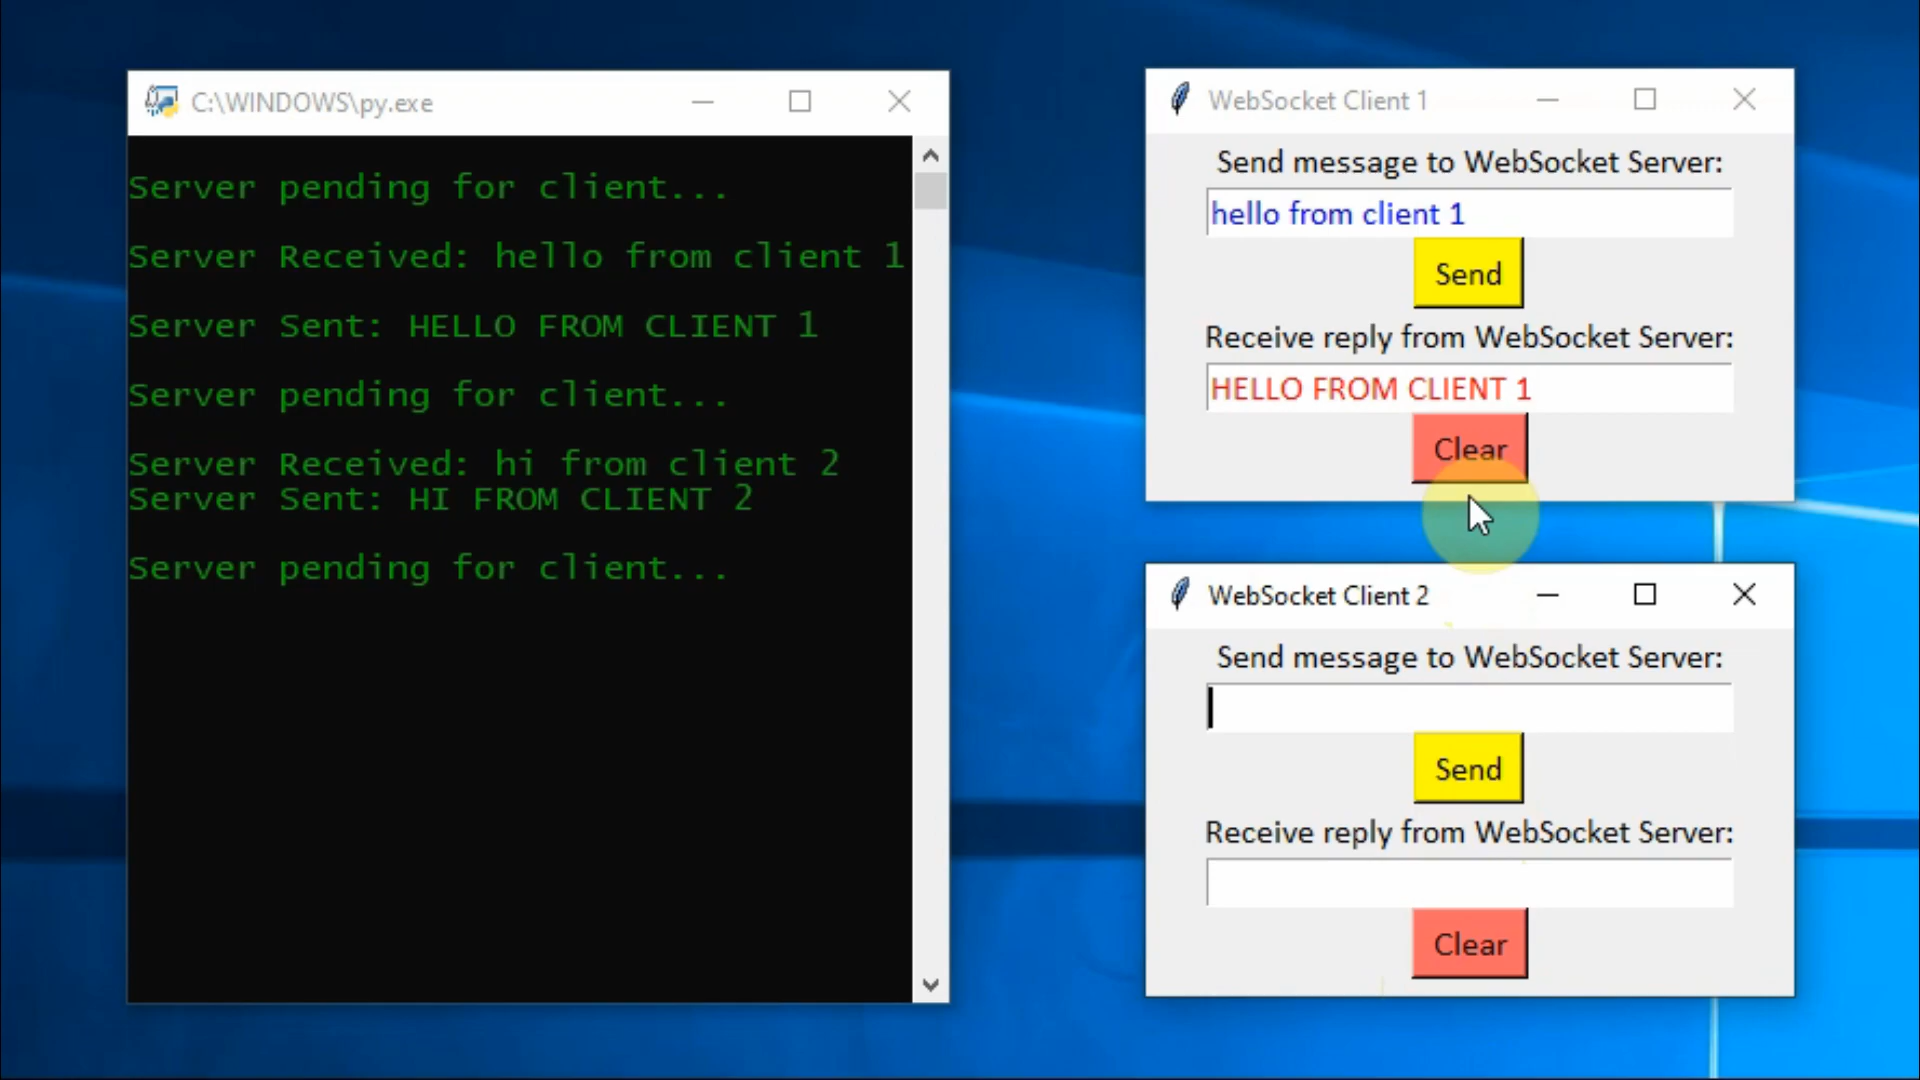 C:\WINDOWS\py.exe
Server pending for client...
Server Received: hello from client 1
Server Sent: HELLO FROM CLIENT 1
Server pending for client...
Server Received: hi from client 2
Server Sent: HI FROM CLIENT 2
Server pending for client...
WebSocket Client 1
Send message to WebSocket Server:
hello from client 1
Send
Receive reply from WebSocket Server:
HELLO FROM CLIENT 1
Clear
WebSocket Client 2
Send message to WebSocket Server:
Send
Receive reply from WebSocket Server:
Clear